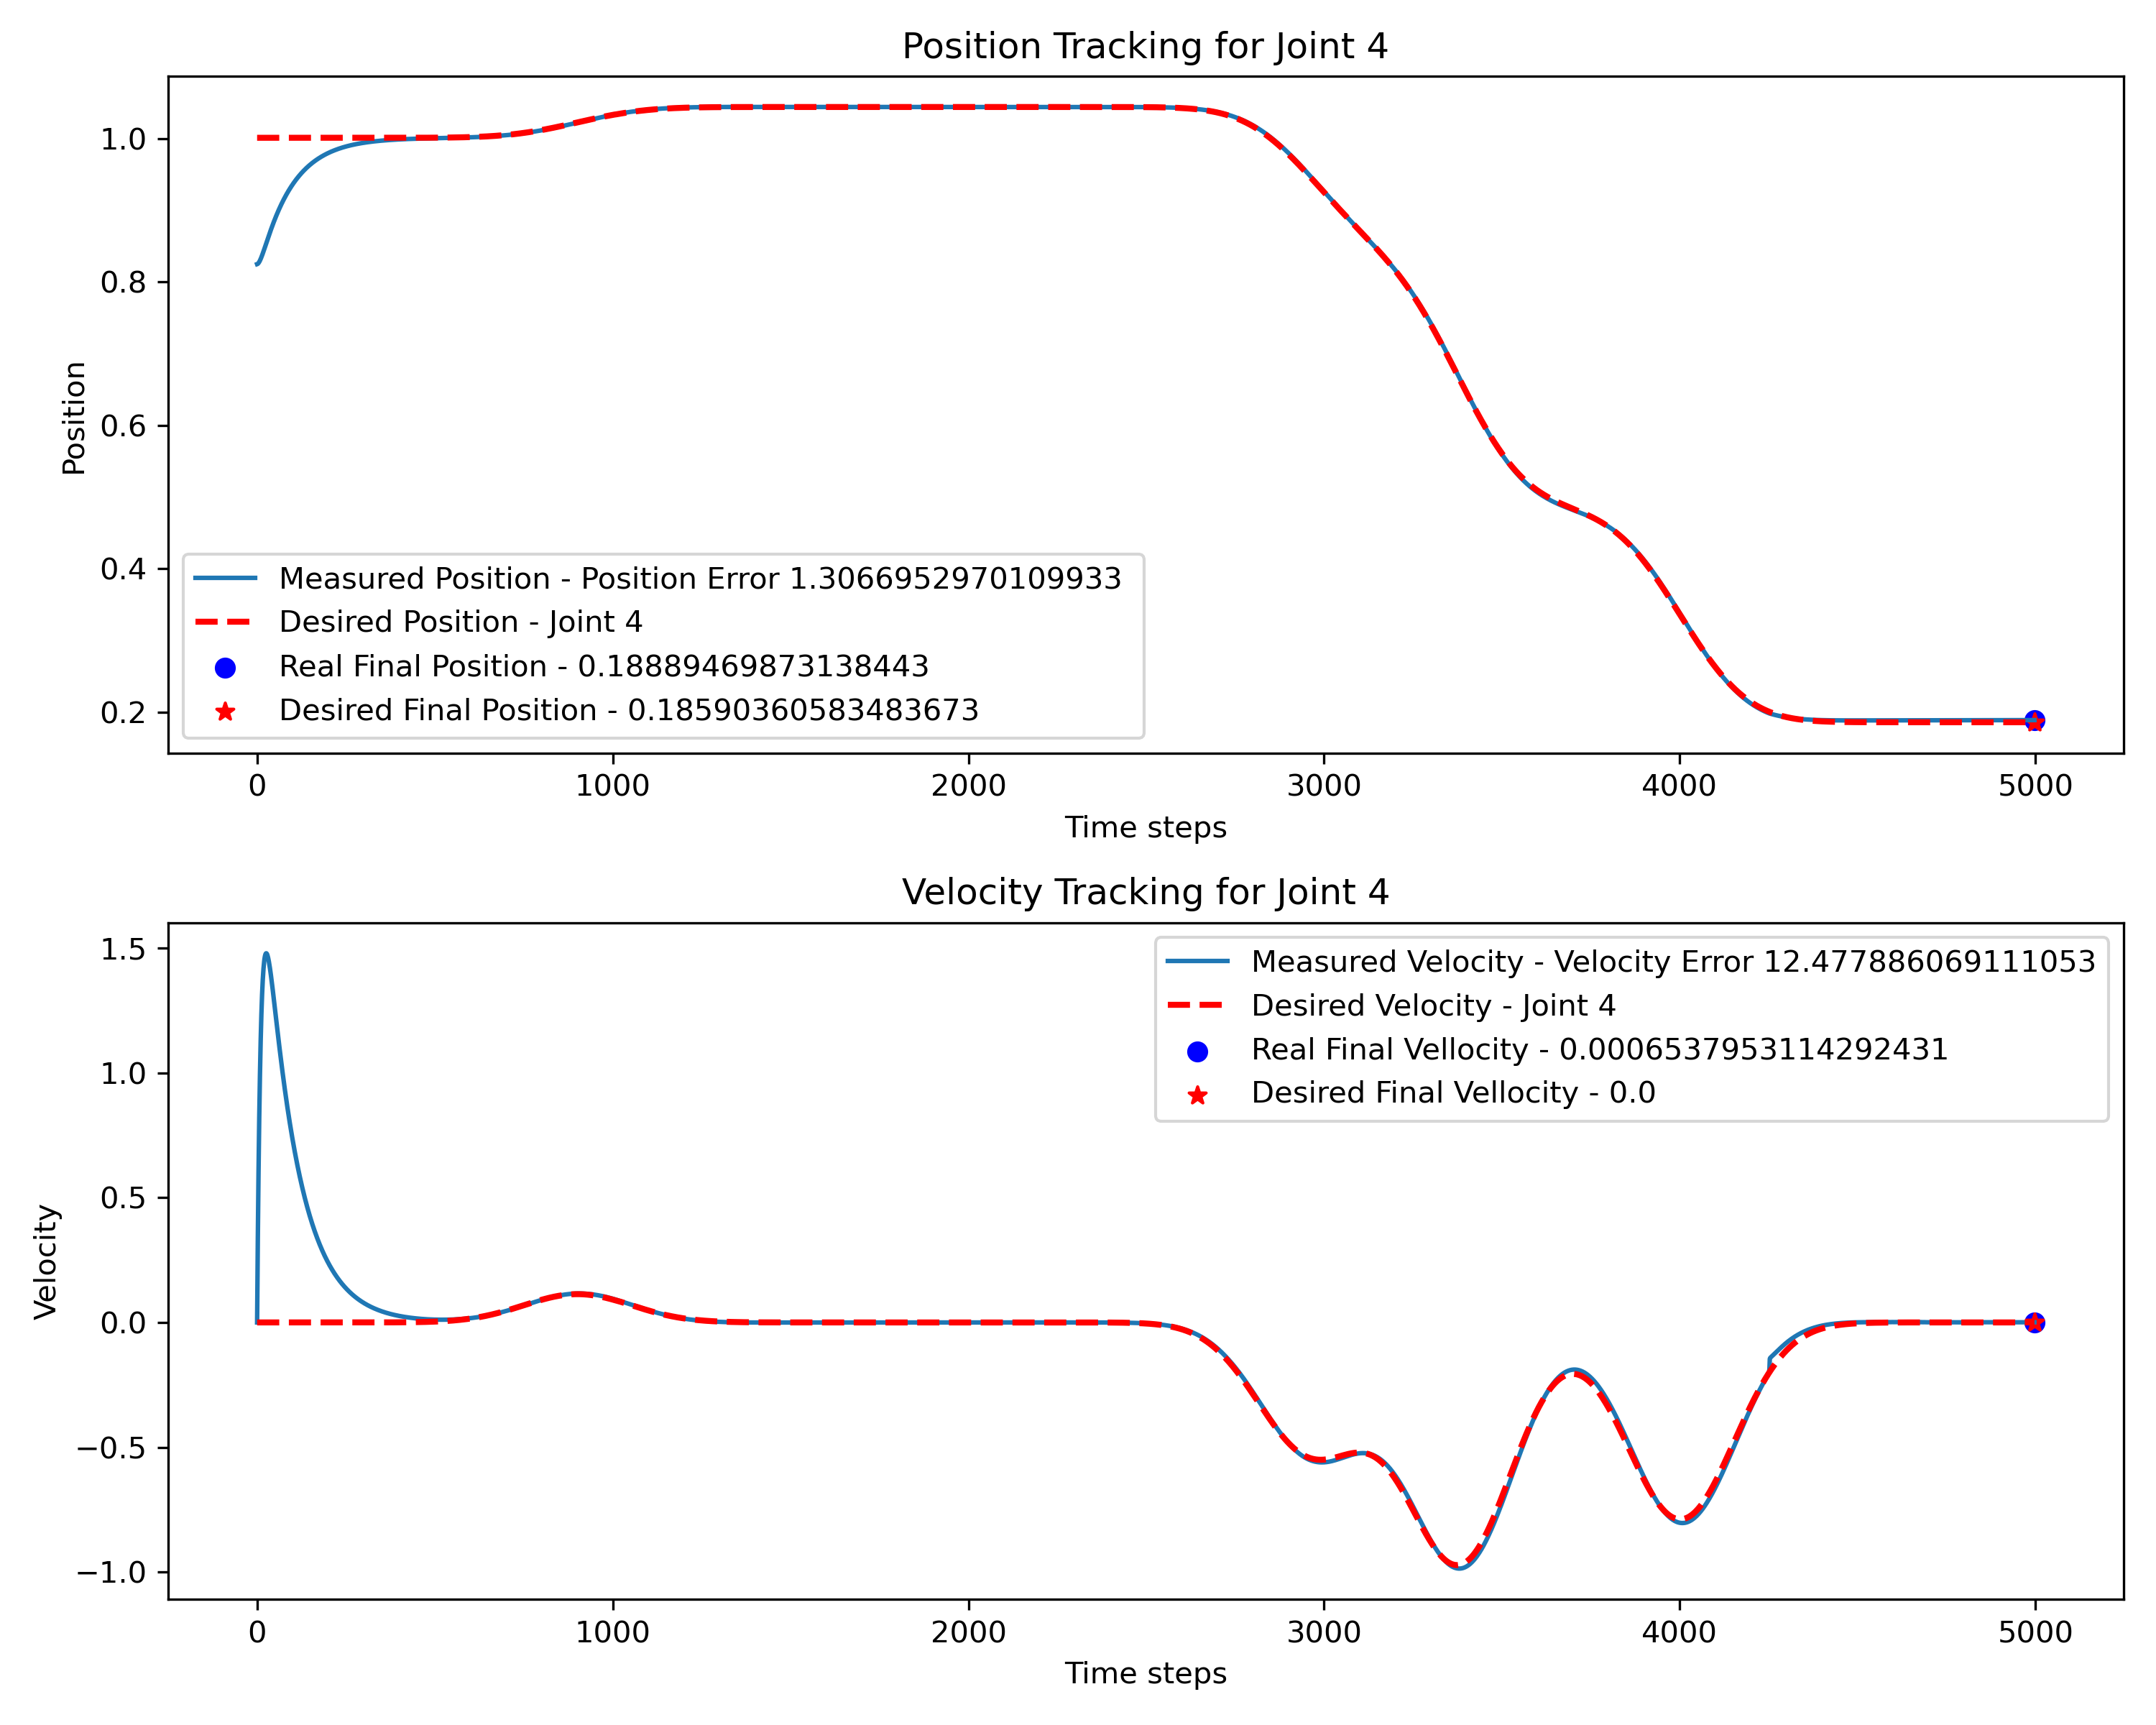 Position Tracking for Joint 4
1.0
0.8
0.6
0.4
0.2
Position
Measured Position - Position Error 1.3066952970109933
Desired Position - Joint 4
Real Final Position - 0.18889469873138443
Desired Final Position - 0.18590360583483673
0 1000 2000 3000 4000 5000
Time steps
Velocity Tracking for Joint 4
1.5
1.0
0.5
0.0
−0.5
−1.0
Velocity
Measured Velocity - Velocity Error 12.477886069111053
Desired Velocity - Joint 4
Real Final Vellocity - 0.0006537953114292431
Desired Final Vellocity - 0.0
0 1000 2000 3000 4000 5000
Time steps